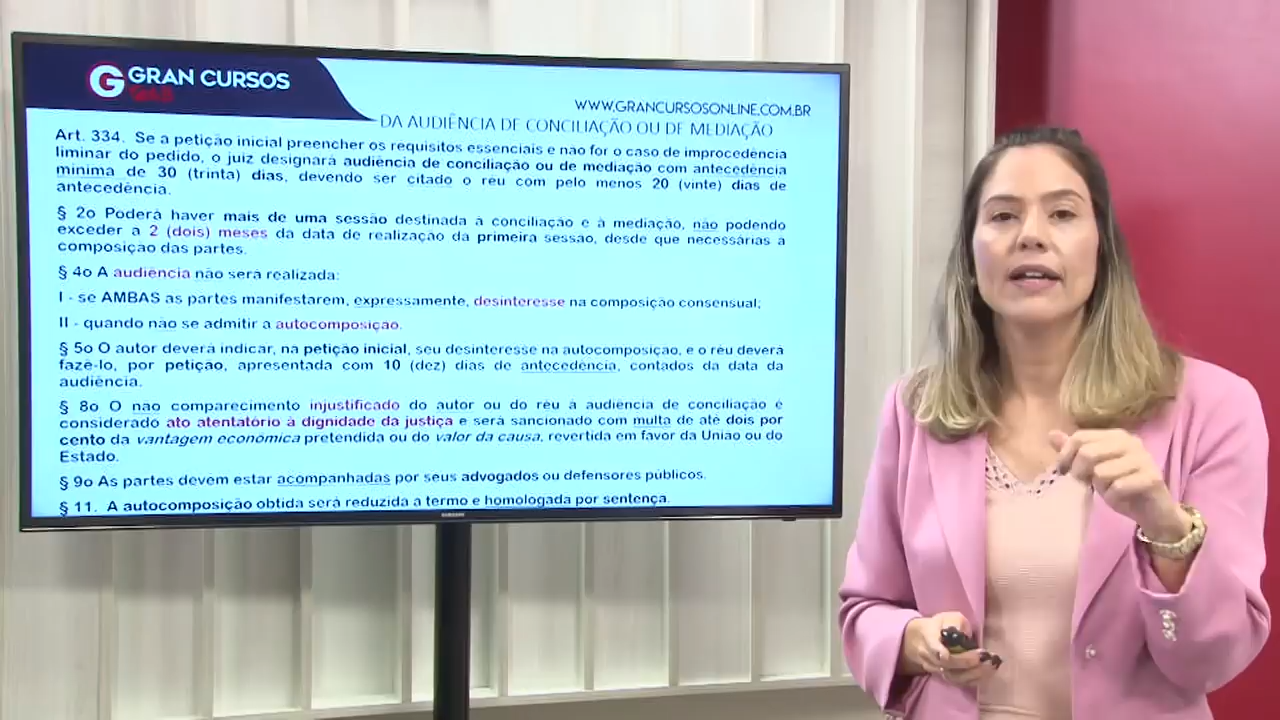 GRAN CURSOS
OAB
WWW.GRANCURSOSONLINE.COM.BR
DA AUDIÊNCIA DE CONCILIAÇÃO OU DE MEDIAÇÃO
Art. 334. Se a petição inicial preencher os requisitos essenciais e não for o caso de improcedência
liminar do pedido, o juiz designará audiência de conciliação ou de mediação com antecedência
mínima de 30 (trinta) dias, devendo ser citado o réu com pelo menos 20 (vinte) dias de
antecedência.
§ 2o Poderá haver mais de uma sessão destinada à conciliação e à mediação, não podendo
exceder a 2 (dois) meses da data de realização da primeira sessão, desde que necessárias à
composição das partes.
§ 4o A audiência não será realizada:
I - se AMBAS as partes manifestarem, expressamente, desinteresse na composição consensual;
II - quando não se admitir a autocomposição.
§ 5o O autor deverá indicar, na petição inicial, seu desinteresse na autocomposição, e o réu deverá
fazê-lo, por petição, apresentada com 10 (dez) dias de antecedência, contados da data da
audiência.
§ 8o O não comparecimento injustificado do autor ou do réu à audiência de conciliação é
considerado ato atentatório à dignidade da justiça e será sancionado com multa de até dois por
cento da vantagem econômica pretendida ou do valor da causa, revertida em favor da União ou do
Estado.
§ 9o As partes devem estar acompanhadas por seus advogados ou defensores públicos.
§ 11. A autocomposição obtida será reduzida a termo e homologada por sentença.
SAMSUNG